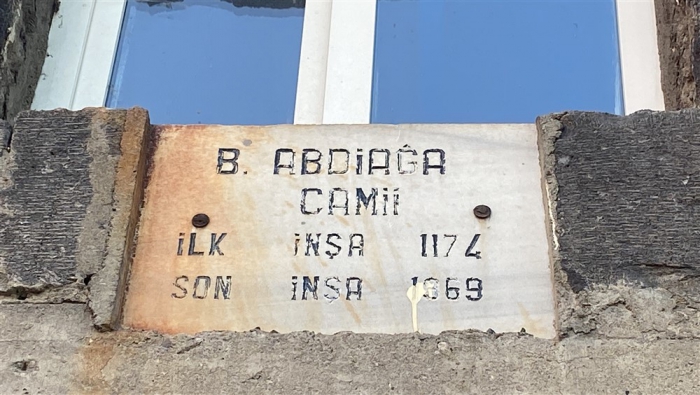 B. ABDİAĞA
CAMİİ
İLK İNŞA 1174
SON İNŞA 1969